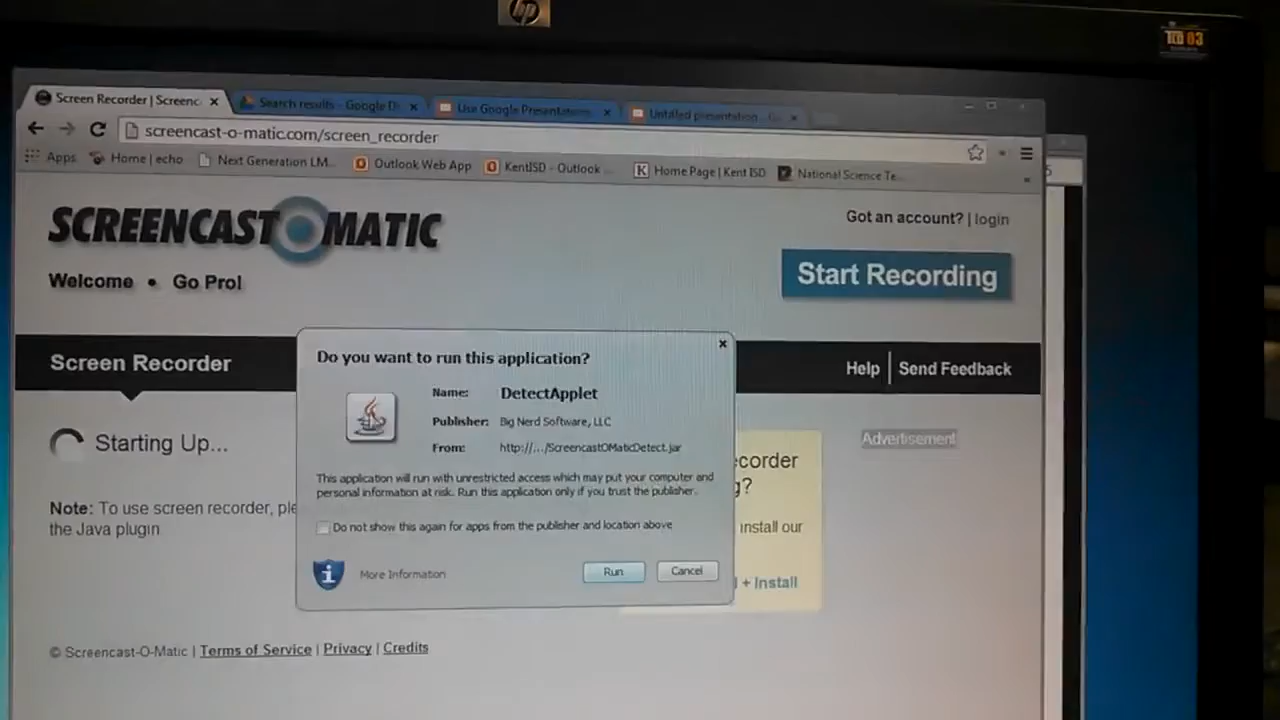 hp
Screen Recorder | Screenc
Search results - Google D
Use Google Presentations
Untitled presentation - G
screencast-o-matic.com/screen_recorder
Apps
Home | echo
Next Generation LM...
Outlook Web App
KentISD - Outlook ...
Home Page | Kent ISD
National Science Te...
SCREENCAST-O-MATIC
Got an account? | login
Welcome • Go Pro!
Start Recording
Screen Recorder
Help | Send Feedback
Do you want to run this application?
Name: DetectApplet
Publisher: Big Nerd Software, LLC
From: http://.../ScreencastOMaticDetect.jar
This application will run with unrestricted access which may put your computer and
personal information at risk. Run this application only if you trust the publisher.
Do not show this again for apps from the publisher and location above
More Information
Run
Cancel
Starting Up...
Note: To use screen recorder, ple
the Java plugin
ecorder
g?
install our
+ Install
Advertisement
© Screencast-O-Matic | Terms of Service | Privacy | Credits